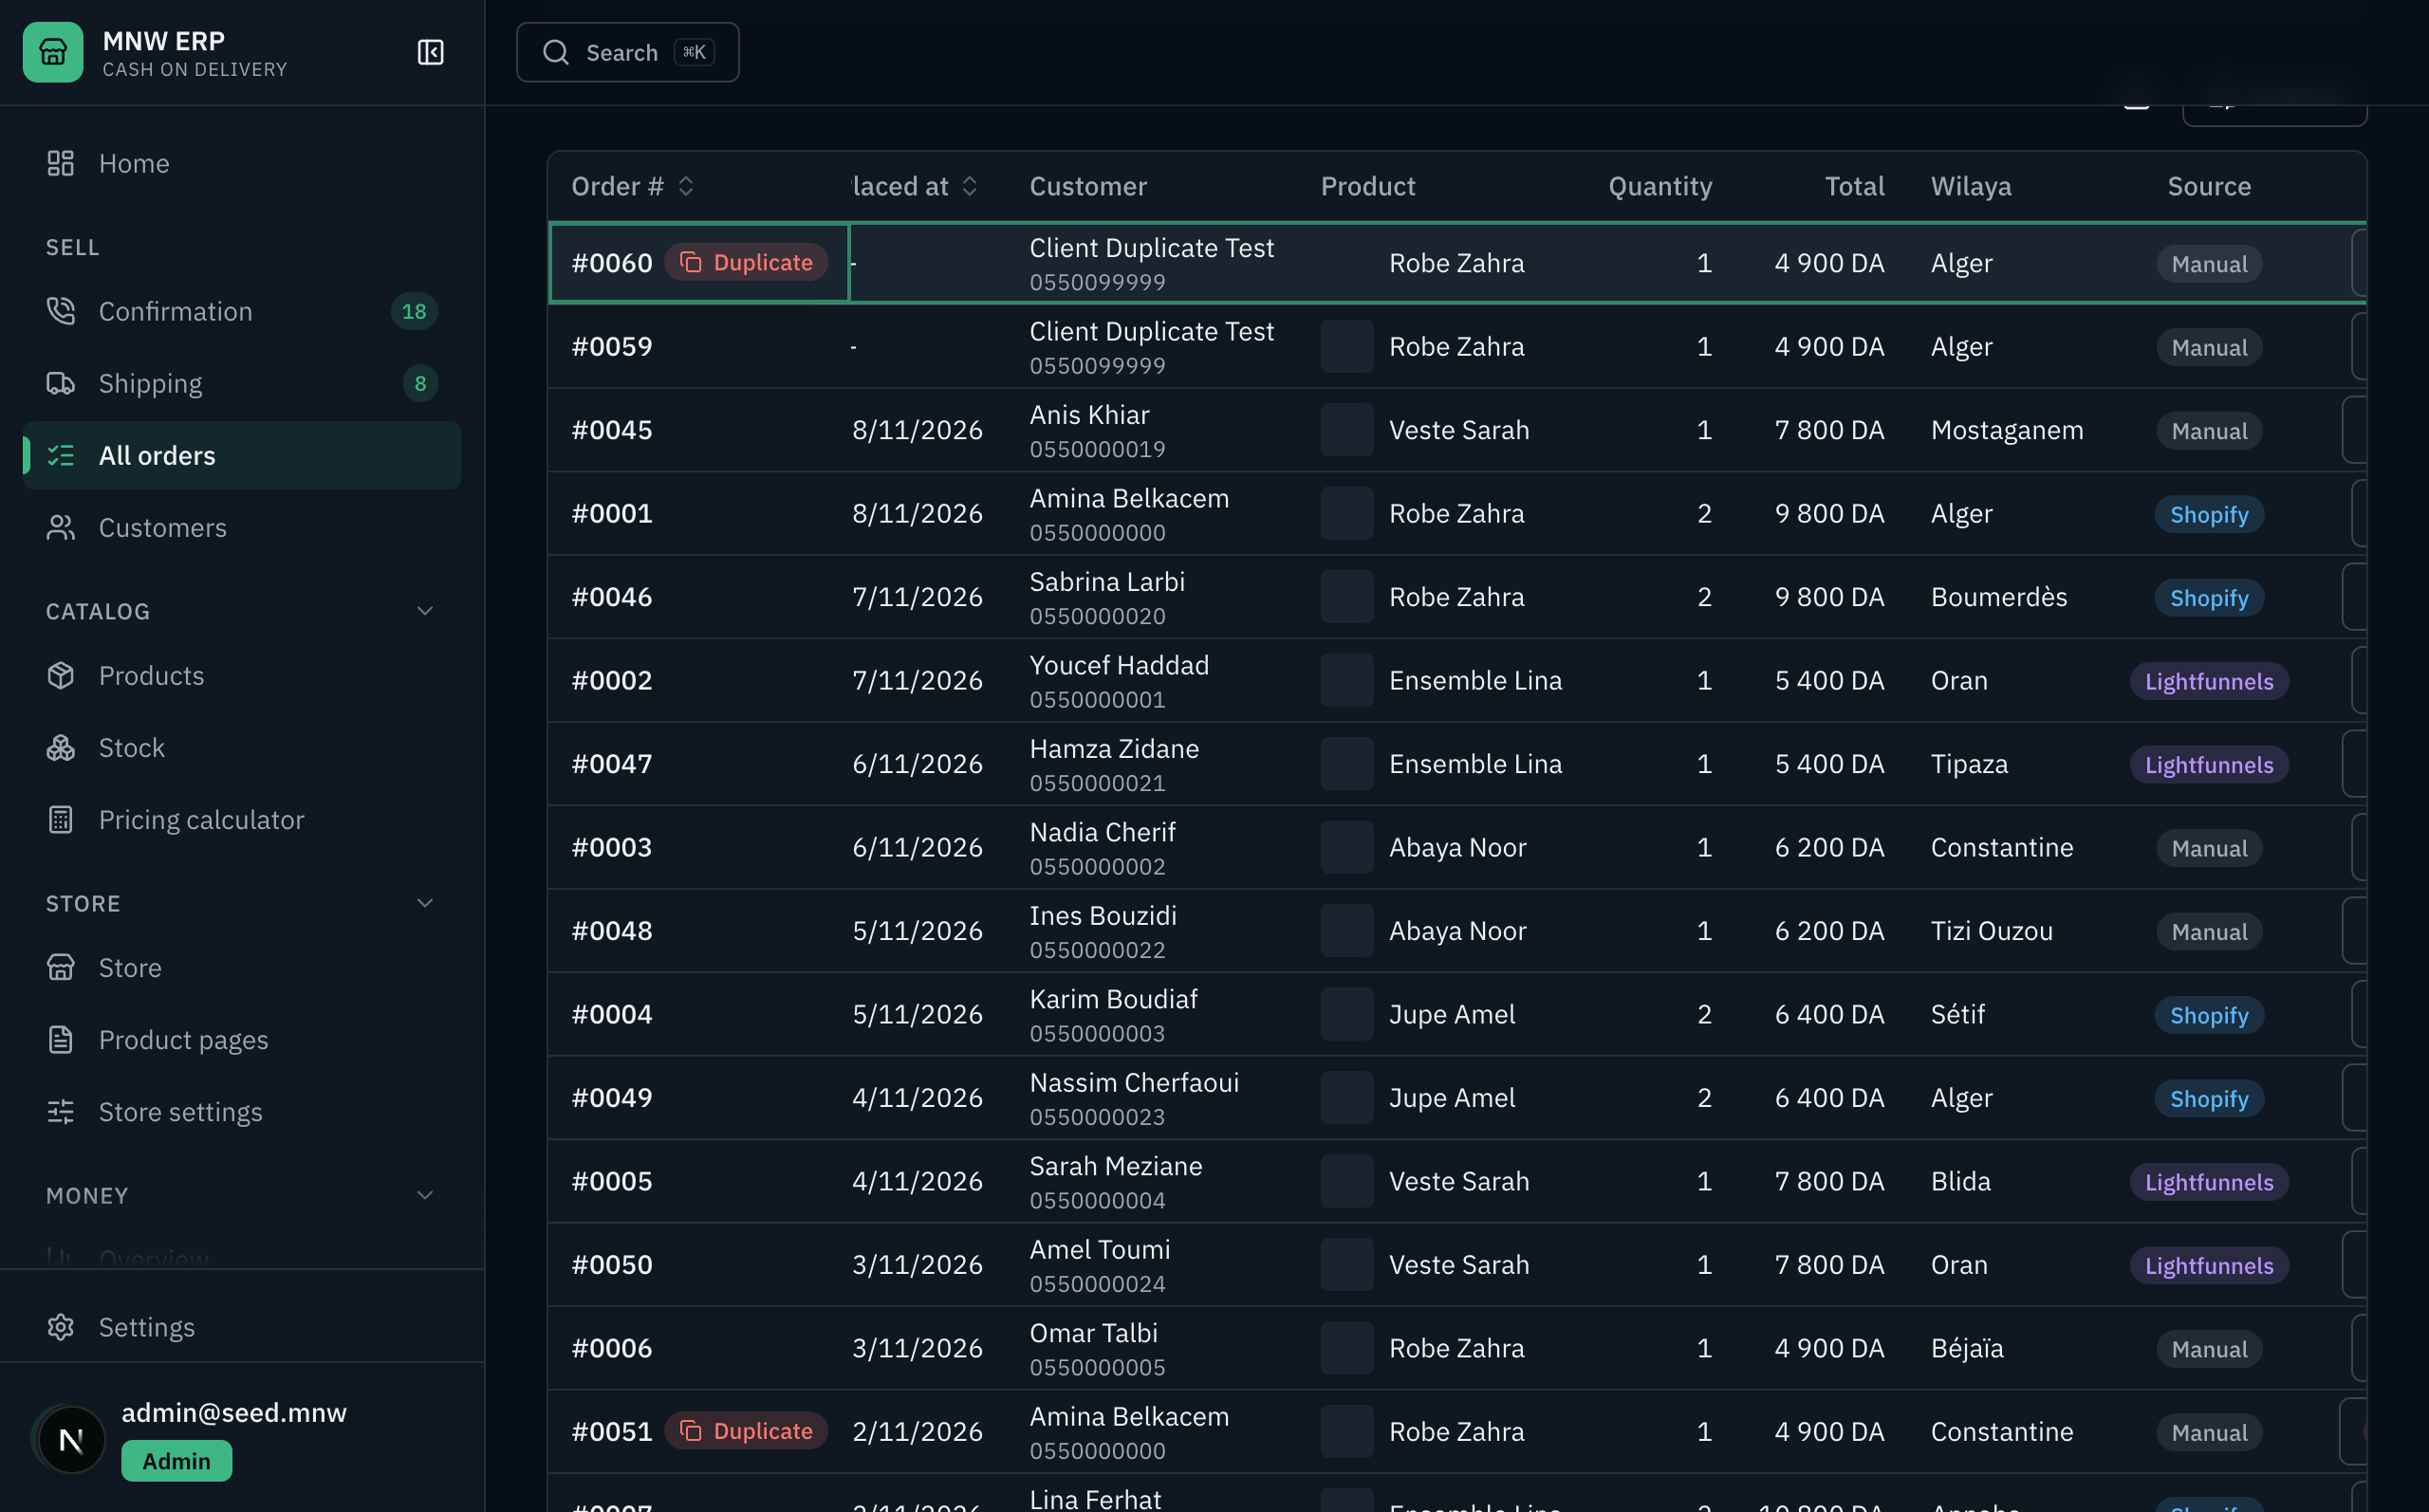 MNW ERP
CASH ON DELIVERY
Search ⌘K
Home
SELL
Confirmation 18
Shipping 8
All orders
Customers
CATALOG
Products
Stock
Pricing calculator
STORE
Store
Product pages
Store settings
MONEY
Overview
Settings
admin@seed.mnw
Admin
Order # laced at Customer Product Quantity Total Wilaya Source
#0060 Duplicate - Client Duplicate Test Robe Zahra 1 4 900 DA Alger Manual
0550099999
#0059 - Client Duplicate Test Robe Zahra 1 4 900 DA Alger Manual
0550099999
#0045 8/11/2026 Anis Khiar Veste Sarah 1 7 800 DA Mostaganem Manual
0550000019
#0001 8/11/2026 Amina Belkacem Robe Zahra 2 9 800 DA Alger Shopify
0550000000
#0046 7/11/2026 Sabrina Larbi Robe Zahra 2 9 800 DA Boumerdès Shopify
0550000020
#0002 7/11/2026 Youcef Haddad Ensemble Lina 1 5 400 DA Oran Lightfunnels
0550000001
#0047 6/11/2026 Hamza Zidane Ensemble Lina 1 5 400 DA Tipaza Lightfunnels
0550000021
#0003 6/11/2026 Nadia Cherif Abaya Noor 1 6 200 DA Constantine Manual
0550000002
#0048 5/11/2026 Ines Bouzidi Abaya Noor 1 6 200 DA Tizi Ouzou Manual
0550000022
#0004 5/11/2026 Karim Boudiaf Jupe Amel 2 6 400 DA Sétif Shopify
0550000003
#0049 4/11/2026 Nassim Cherfaoui Jupe Amel 2 6 400 DA Alger Shopify
0550000023
#0005 4/11/2026 Sarah Meziane Veste Sarah 1 7 800 DA Blida Lightfunnels
0550000004
#0050 3/11/2026 Amel Toumi Veste Sarah 1 7 800 DA Oran Lightfunnels
0550000024
#0006 3/11/2026 Omar Talbi Robe Zahra 1 4 900 DA Béjaïa Manual
0550000005
#0051 Duplicate 2/11/2026 Amina Belkacem Robe Zahra 1 4 900 DA Constantine Manual
0550000000
Lina Ferhat